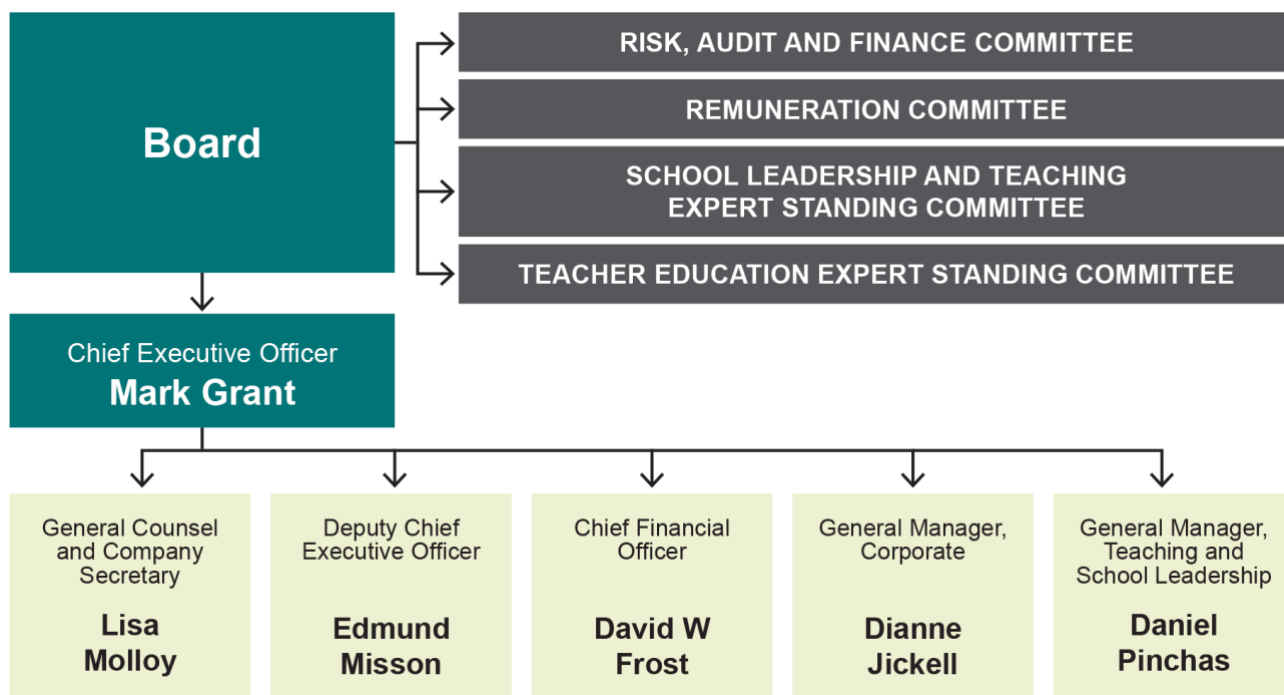 Board
RISK, AUDIT AND FINANCE COMMITTEE
REMUNERATION COMMITTEE
SCHOOL LEADERSHIP AND TEACHING
EXPERT STANDING COMMITTEE
TEACHER EDUCATION EXPERT STANDING COMMITTEE
Chief Executive Officer
Mark Grant
General Counsel
and Company
Secretary
Lisa
Molloy
Deputy Chief
Executive Officer
Edmund
Misson
Chief Financial
Officer
David W
Frost
General Manager,
Corporate
Dianne
Jickell
General Manager,
Teaching and
School Leadership
Daniel
Pinchas